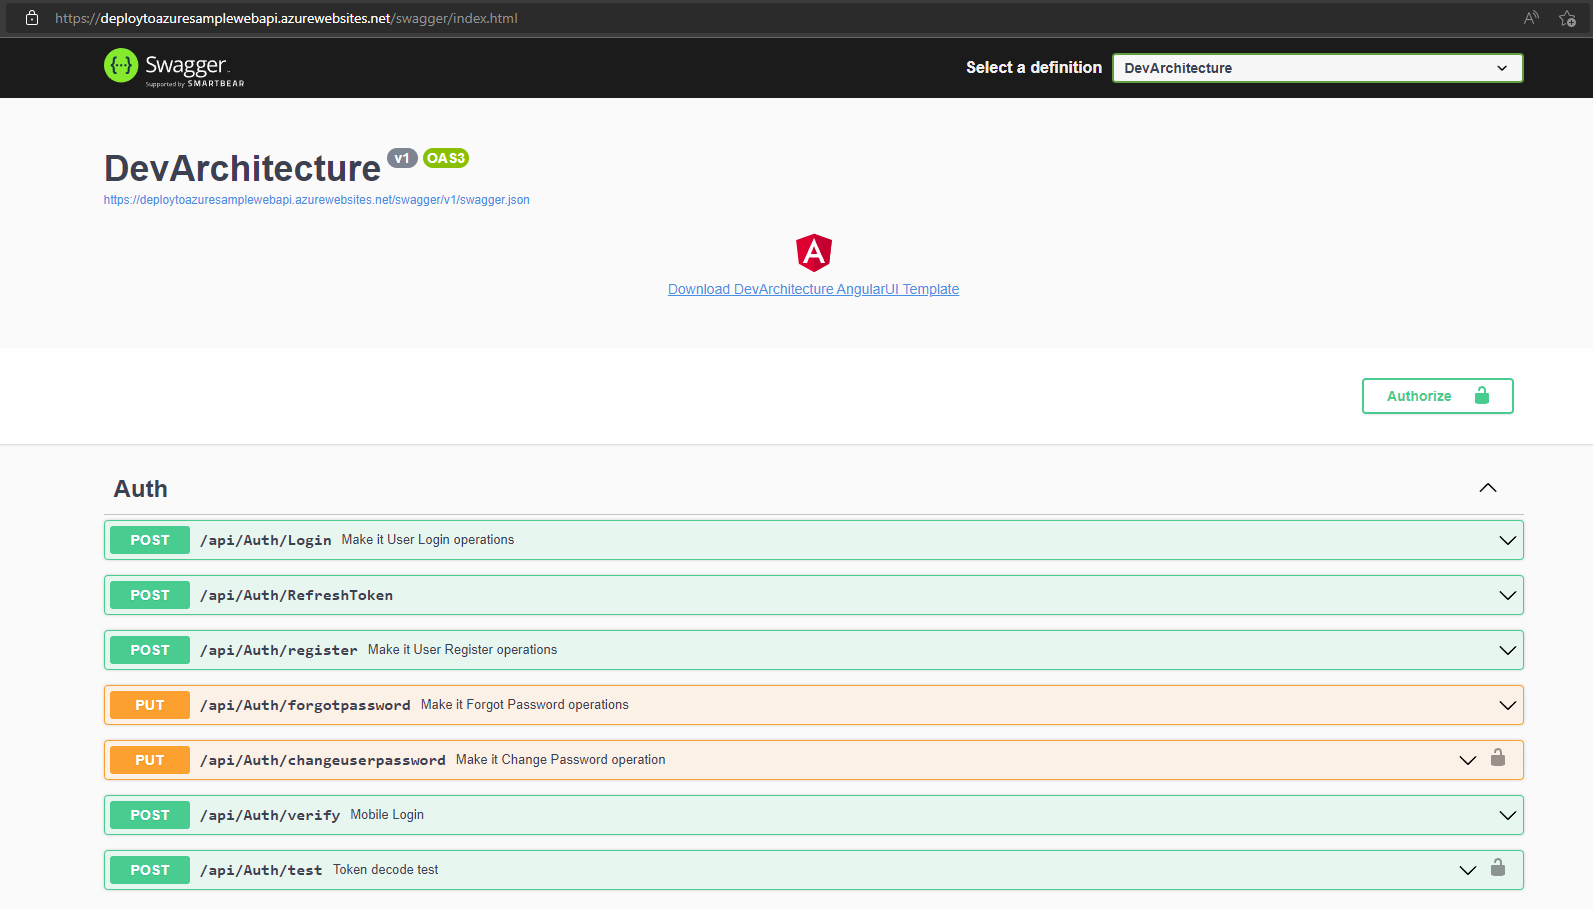 https://deploytoazuresamplewebapi.azurewebsites.net/swagger/index.html
Swagger
Supported by SMARTBEAR
Select a definition
DevArchitecture
DevArchitecture v1 OAS3
https://deploytoazuresamplewebapi.azurewebsites.net/swagger/v1/swagger.json
Download DevArchitecture AngularUI Template
Authorize
Auth
POST /api/Auth/Login Make it User Login operations
POST /api/Auth/RefreshToken
POST /api/Auth/register Make it User Register operations
PUT /api/Auth/forgotpassword Make it Forgot Password operations
PUT /api/Auth/changeuserpassword Make it Change Password operation
POST /api/Auth/verify Mobile Login
POST /api/Auth/test Token decode test